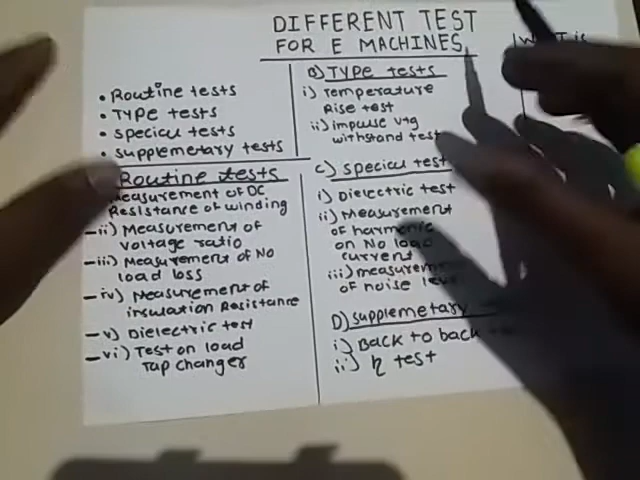 DIFFERENT TEST
FOR E MACHINES
• Routine tests
• TYPE tests
• special tests
• supplemetary tests
Routine tests
Measurement of DC
Resistance of winding
– ii) Measurement of
voltage ratio
– iii) Measurement of No
load loss
– iv) Measurement of
insulation Resistance
– v) Dielectric test
– vi) Test on load
Tap changer
B) TYPE tests
i) Temperature
Rise test
ii) impulse vtg
withstand test
C) special test
i) Dielectric test
ii) Measurement
of harmonic
on No load
current
iii) measurement
of noise
D) supplemetary
i) Back to back
ii) η test
is